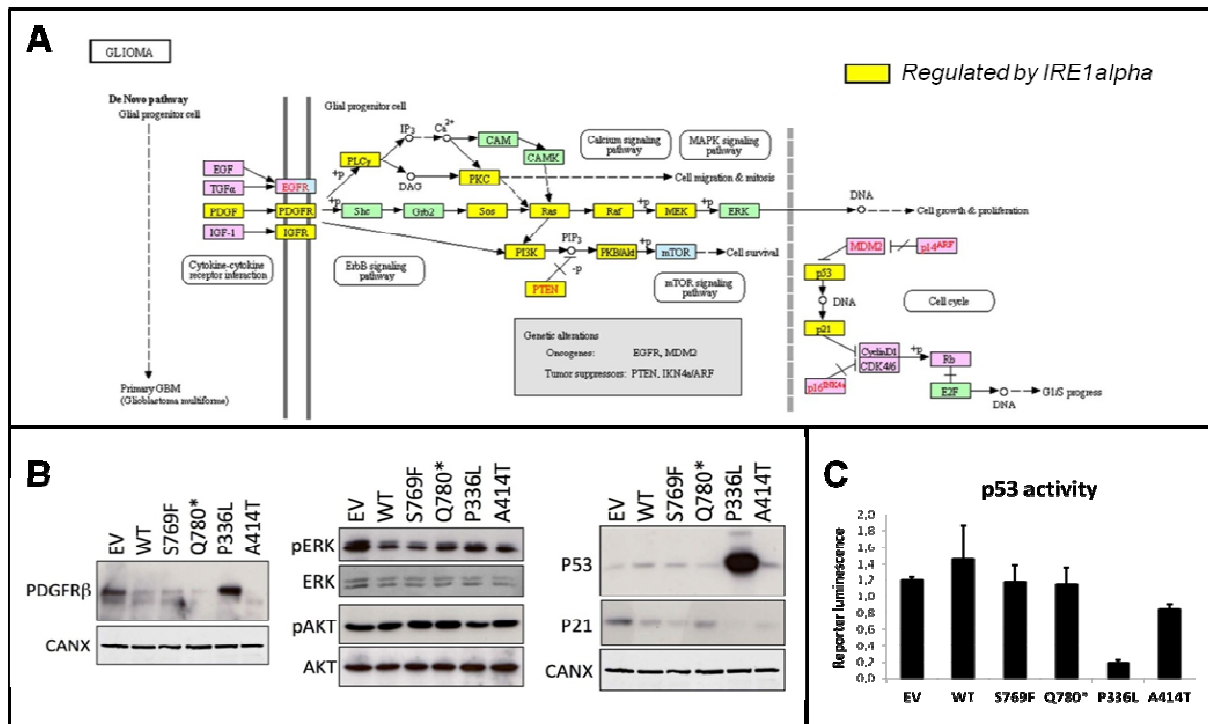 A
GLIOMA
Regulated by IRE1alpha
De Novo pathway
Glial progenitor cell
Glial progenitor cell
IP3
Ca2+
CAM
CAMK
Calcium signaling
pathway
MAPK signaling
pathway
PLCγ
+p
DAG
PKC
Cell migration & mitosis
EGF
TGFα
EGFR
PDGF
PDGFR
IGF-1
IGFR
+p
Shc
Grb2
Sos
Ras
Raf
+p
MEK
+p
ERK
DNA
Cell growth & proliferation
PI3K
PIP3
PKB/Akt
+p
mTOR
Cell survival
-p
PTEN
Cytokine-cytokine
receptor interaction
ErbB signaling
pathway
mTOR signaling
pathway
MDM2
p14ARF
p53
DNA
Cell cycle
p21
CyclinD1
CDK4/6
+p
Rb
p16INK4a
E2F
DNA
G1/S progress
Genetic alterations
Oncogenes: EGFR, MDM2
Tumor suppressors: PTEN, IKN4a/ARF
Primary GBM
(Glioblastoma multiforme)
B
EV
WT
S769F
Q780*
P336L
A414T
PDGFRβ
CANX
EV
WT
S769F
Q780*
P336L
A414T
pERK
ERK
pAKT
AKT
EV
WT
S769F
Q780*
P336L
A414T
P53
P21
CANX
C
p53 activity
Reporter luminescence
2,0
1,8
1,6
1,4
1,2
1,0
0,8
0,6
0,4
0,2
0,0
EV WT S769F Q780* P336L A414T